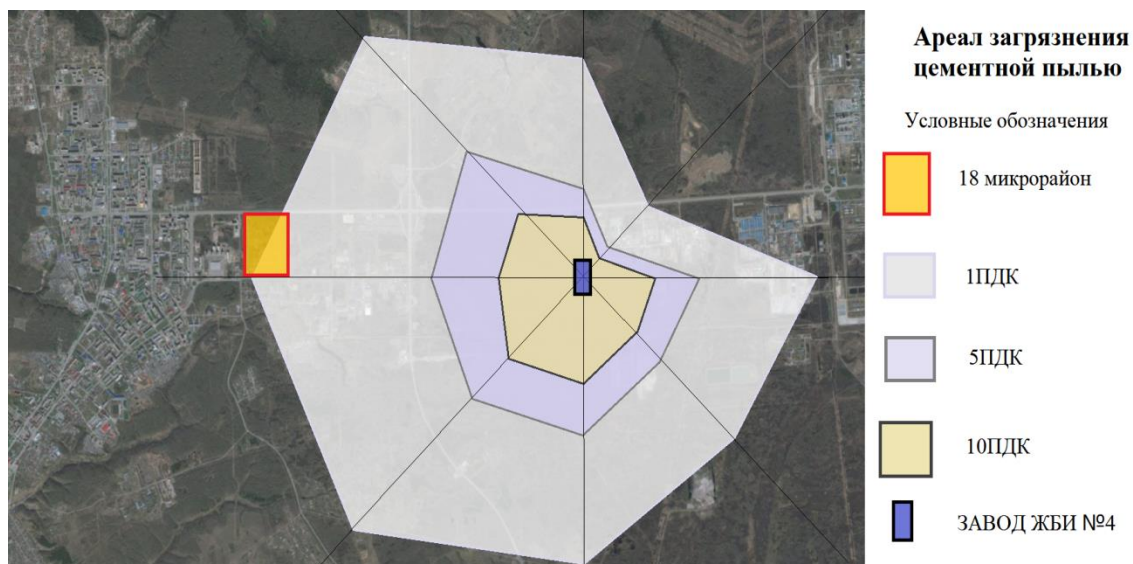 Ареал загрязнения
цементной пылью
Условные обозначения
18 микрорайон
1ПДК
5ПДК
10ПДК
ЗАВОД ЖБИ №4